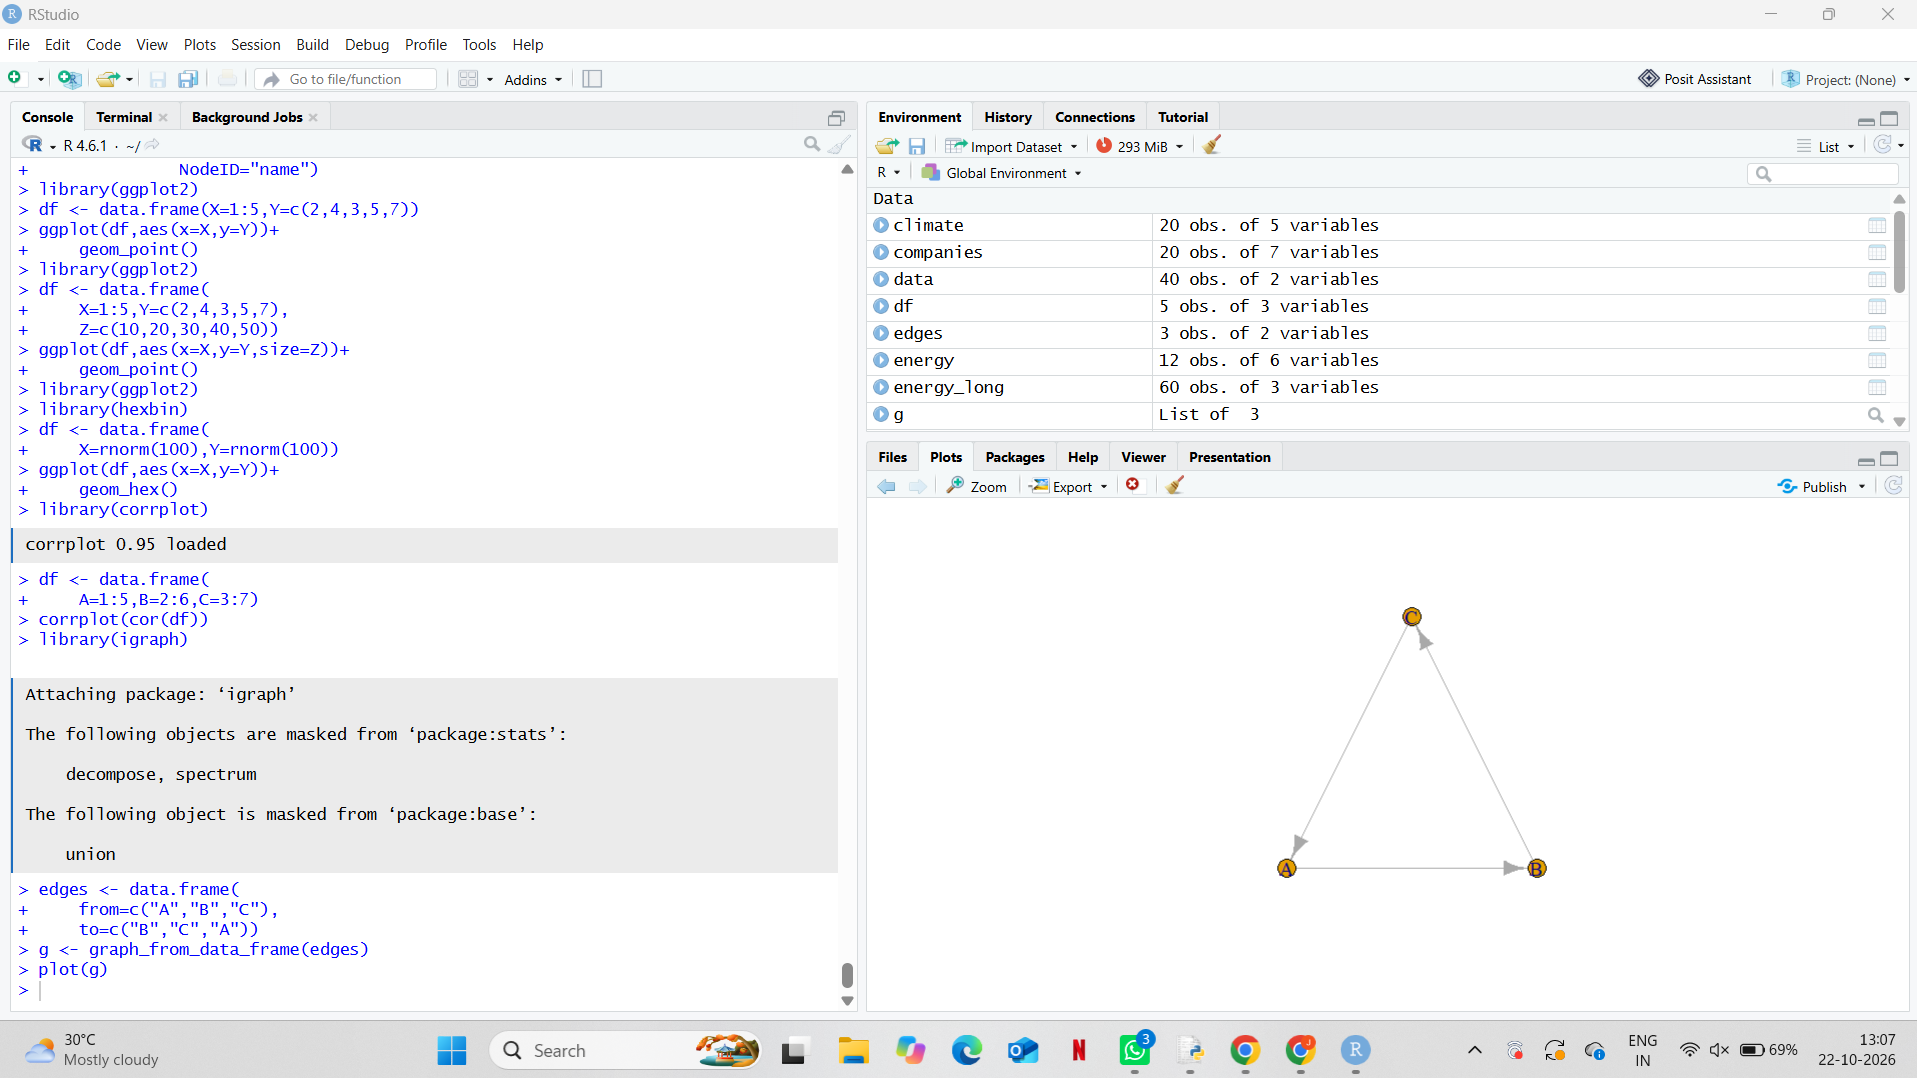 RStudio
File Edit Code View Plots Session Build Debug Profile Tools Help
Go to file/function Addins Posit Assistant Project: (None)
Console Terminal Background Jobs
R 4.6.1 · ~/
+ NodeID="name")
> library(ggplot2)
> df <- data.frame(X=1:5,Y=c(2,4,3,5,7))
> ggplot(df,aes(x=X,y=Y))+
+ geom_point()
> library(ggplot2)
> df <- data.frame(
+ X=1:5,Y=c(2,4,3,5,7),
+ Z=c(10,20,30,40,50))
> ggplot(df,aes(x=X,y=Y,size=Z))+
+ geom_point()
> library(ggplot2)
> library(hexbin)
> df <- data.frame(
+ X=rnorm(100),Y=rnorm(100))
> ggplot(df,aes(x=X,y=Y))+
+ geom_hex()
> library(corrplot)
corrplot 0.95 loaded
> df <- data.frame(
+ A=1:5,B=2:6,C=3:7)
> corrplot(cor(df))
> library(igraph)
Attaching package: ‘igraph’
The following objects are masked from ‘package:stats’:
decompose, spectrum
The following object is masked from ‘package:base’:
union
> edges <- data.frame(
+ from=c("A","B","C"),
+ to=c("B","C","A"))
> g <- graph_from_data_frame(edges)
> plot(g)
>
Environment History Connections Tutorial
Import Dataset 293 MiB List
R Global Environment
Data
climate 20 obs. of 5 variables
companies 20 obs. of 7 variables
data 40 obs. of 2 variables
df 5 obs. of 3 variables
edges 3 obs. of 2 variables
energy 12 obs. of 6 variables
energy_long 60 obs. of 3 variables
g List of 3
Files Plots Packages Help Viewer Presentation
Zoom Export Publish
C
A B
30°C
Mostly cloudy
Search
3
ENG
IN
69%
13:07
22-10-2026